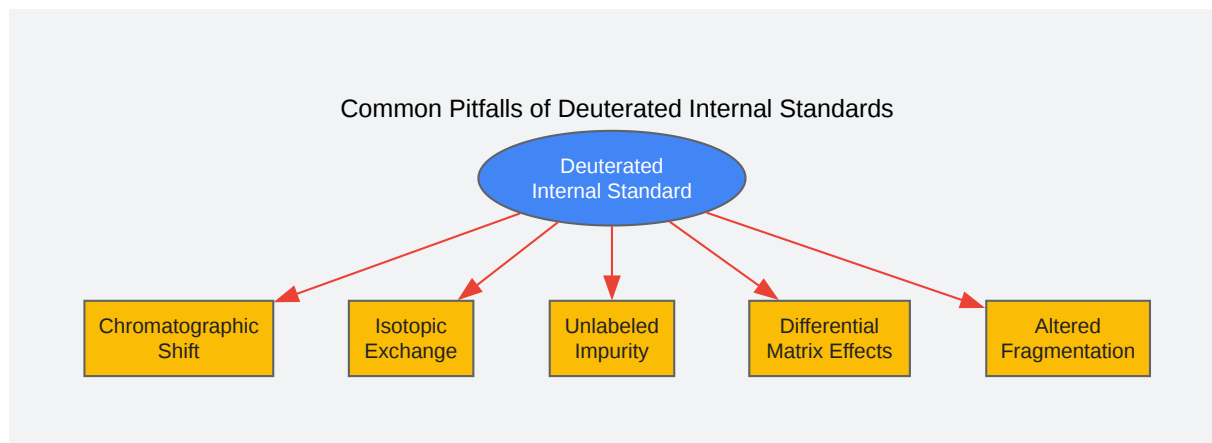 Common Pitfalls of Deuterated Internal Standards
Deuterated
Internal Standard
Chromatographic
Shift
Isotopic
Exchange
Unlabeled
Impurity
Differential
Matrix Effects
Altered
Fragmentation